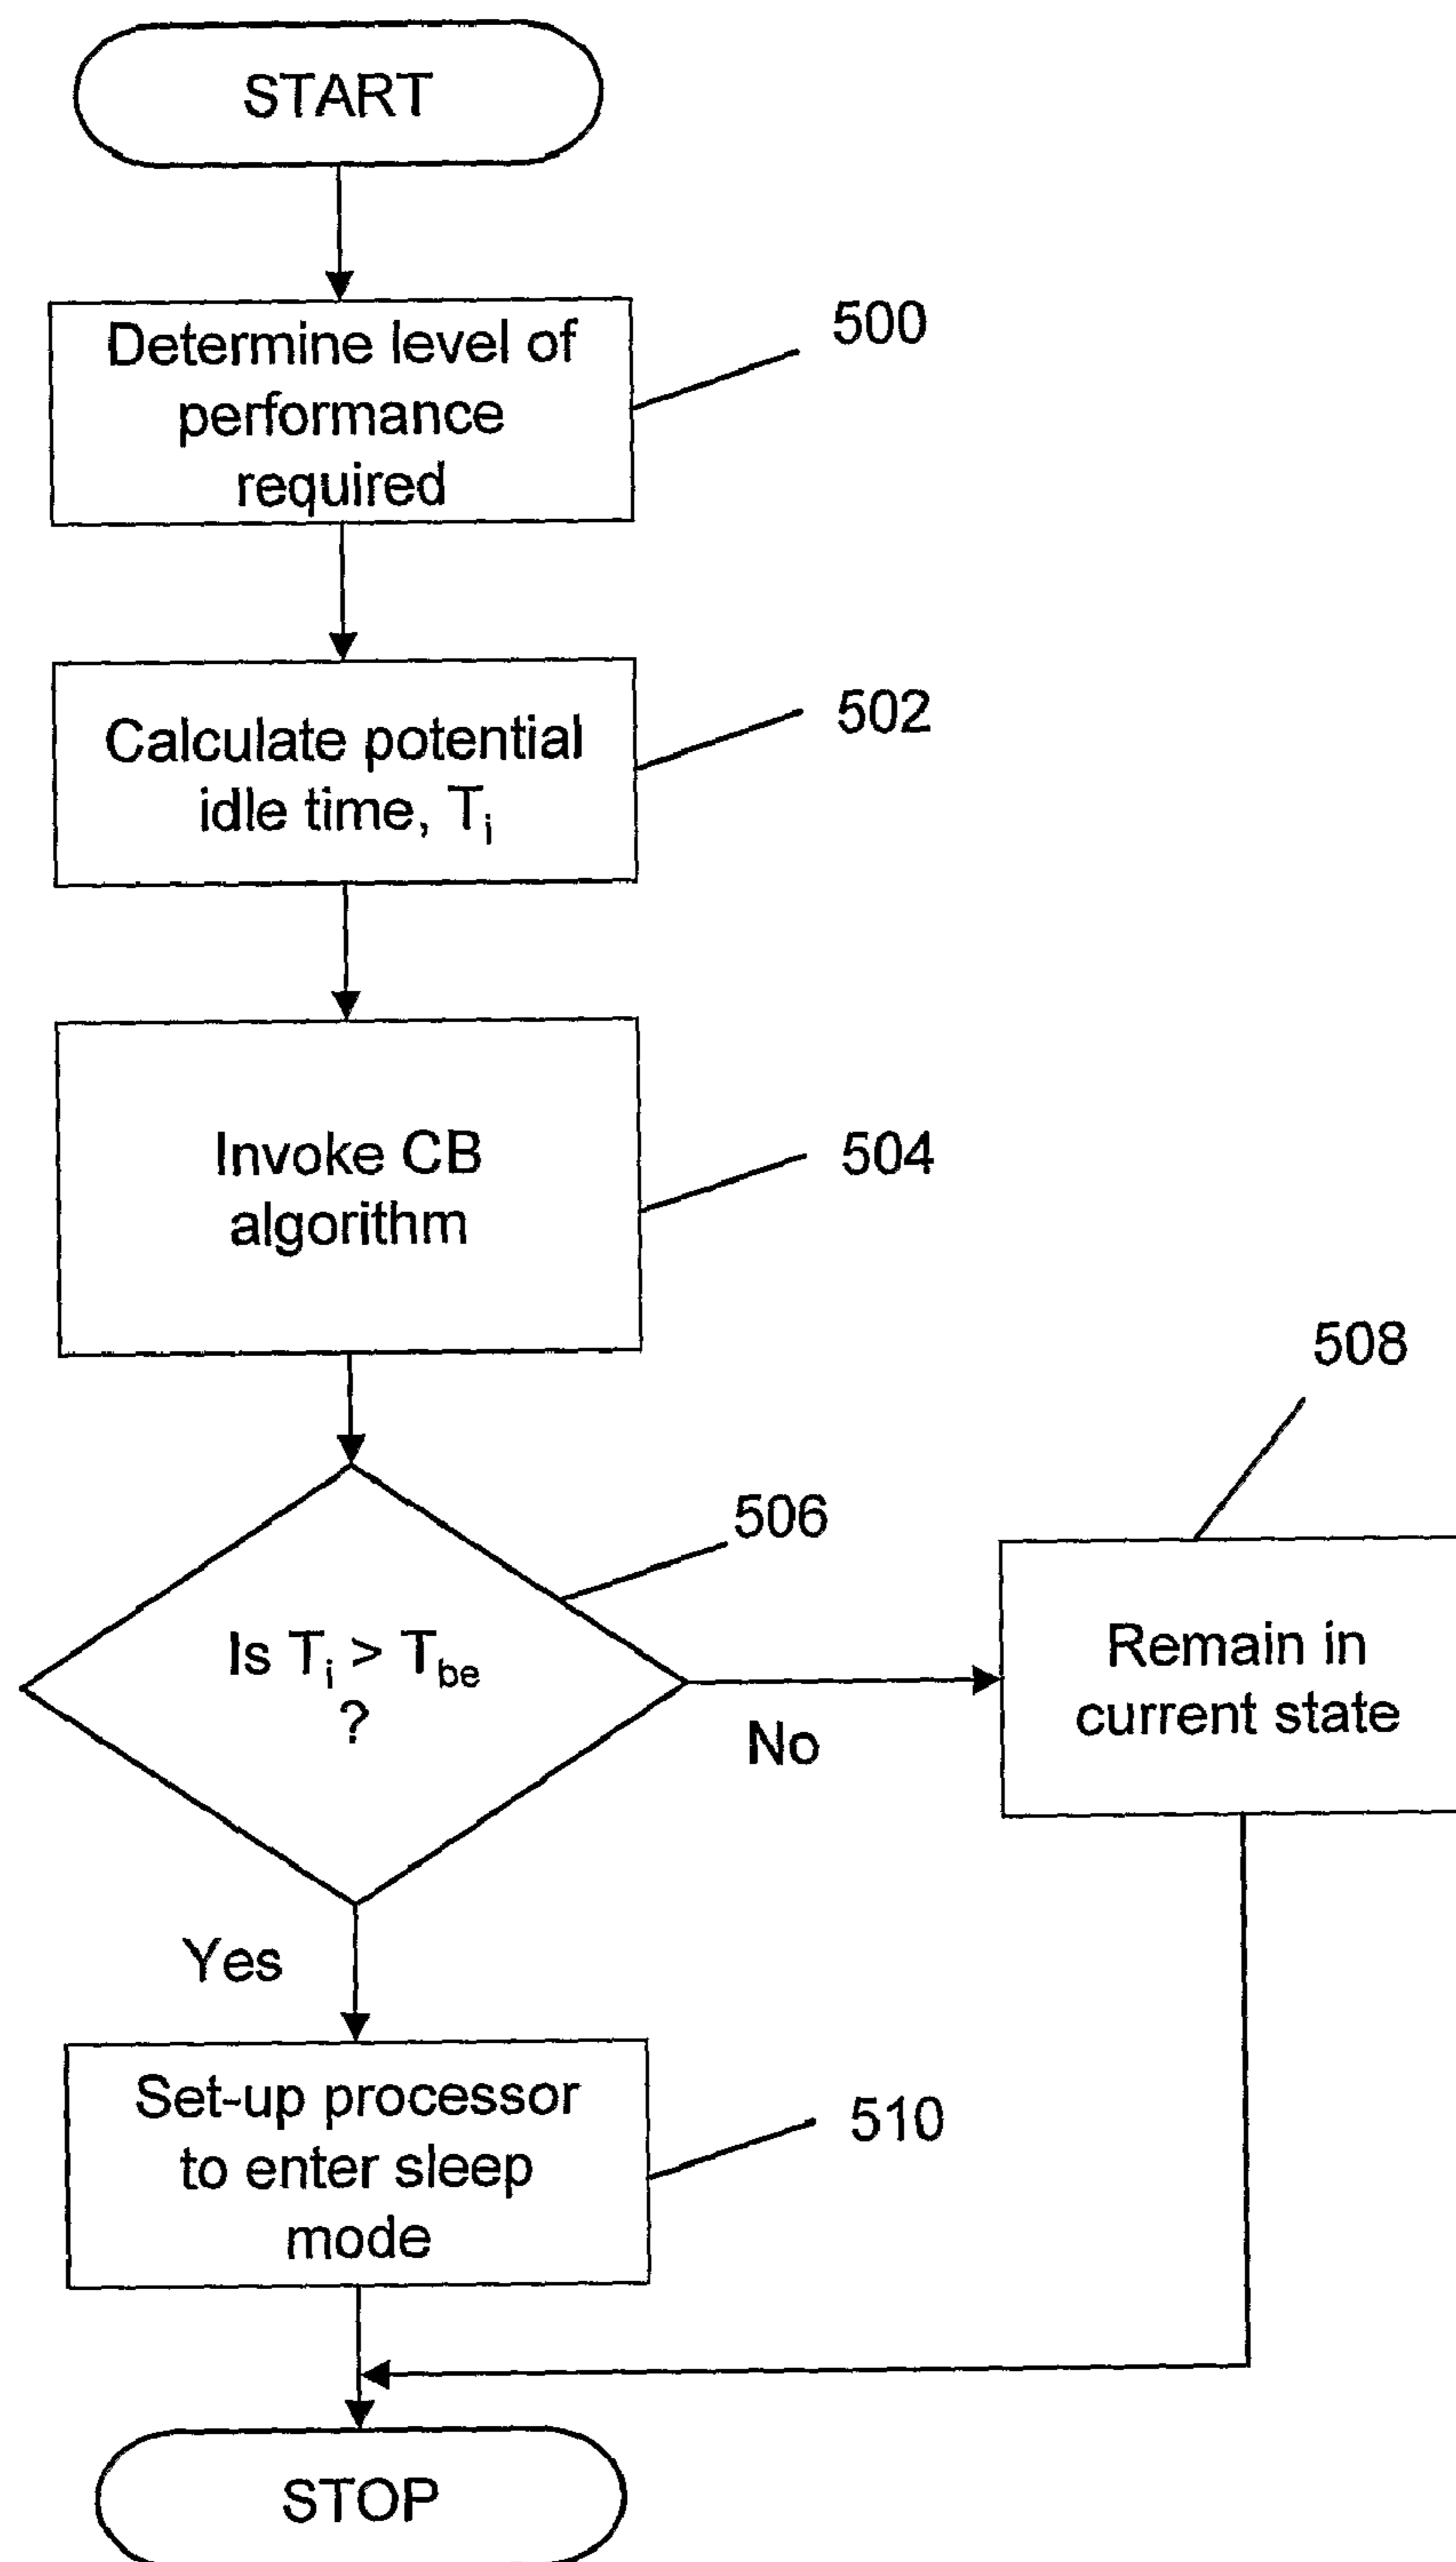 START
Determine level of
performance
required
500
Calculate potential
idle time, Ti
502
Invoke CB
algorithm
504
506
Is Ti > Tbe
?
No
508
Remain in
current state
Yes
Set-up processor
to enter sleep
mode
510
STOP